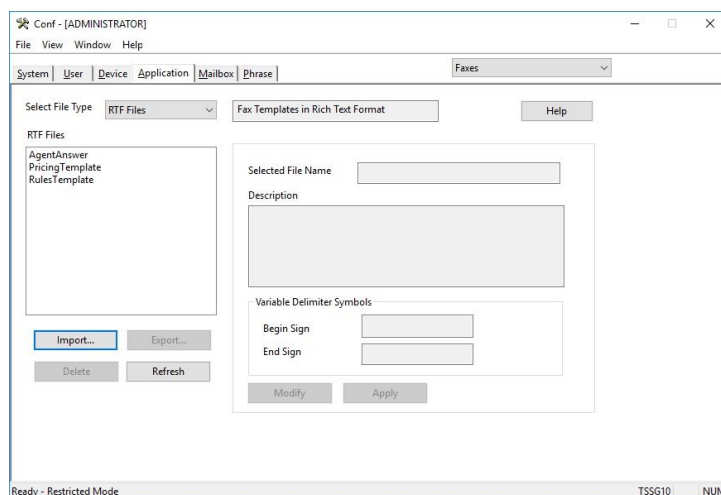 Conf - [ADMINISTRATOR]
File View Window Help
System User Device Application Mailbox Phrase
Faxes
Select File Type RTF Files Fax Templates in Rich Text Format Help
RTF Files
AgentAnswer
PricingTemplate
RulesTemplate
Selected File Name
Description
Variable Delimiter Symbols
Begin Sign
End Sign
Import... Export...
Delete Refresh
Modify Apply
Ready - Restricted Mode TSSG10 NUM